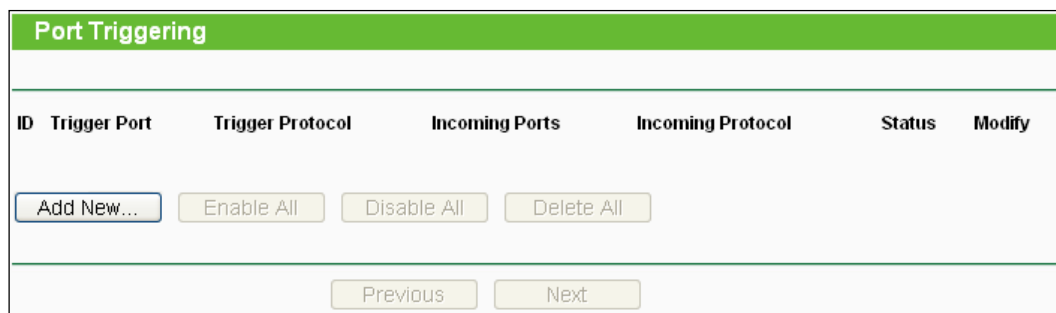 Port Triggering
ID Trigger Port Trigger Protocol Incoming Ports Incoming Protocol Status Modify
Add New... Enable All Disable All Delete All
Previous Next